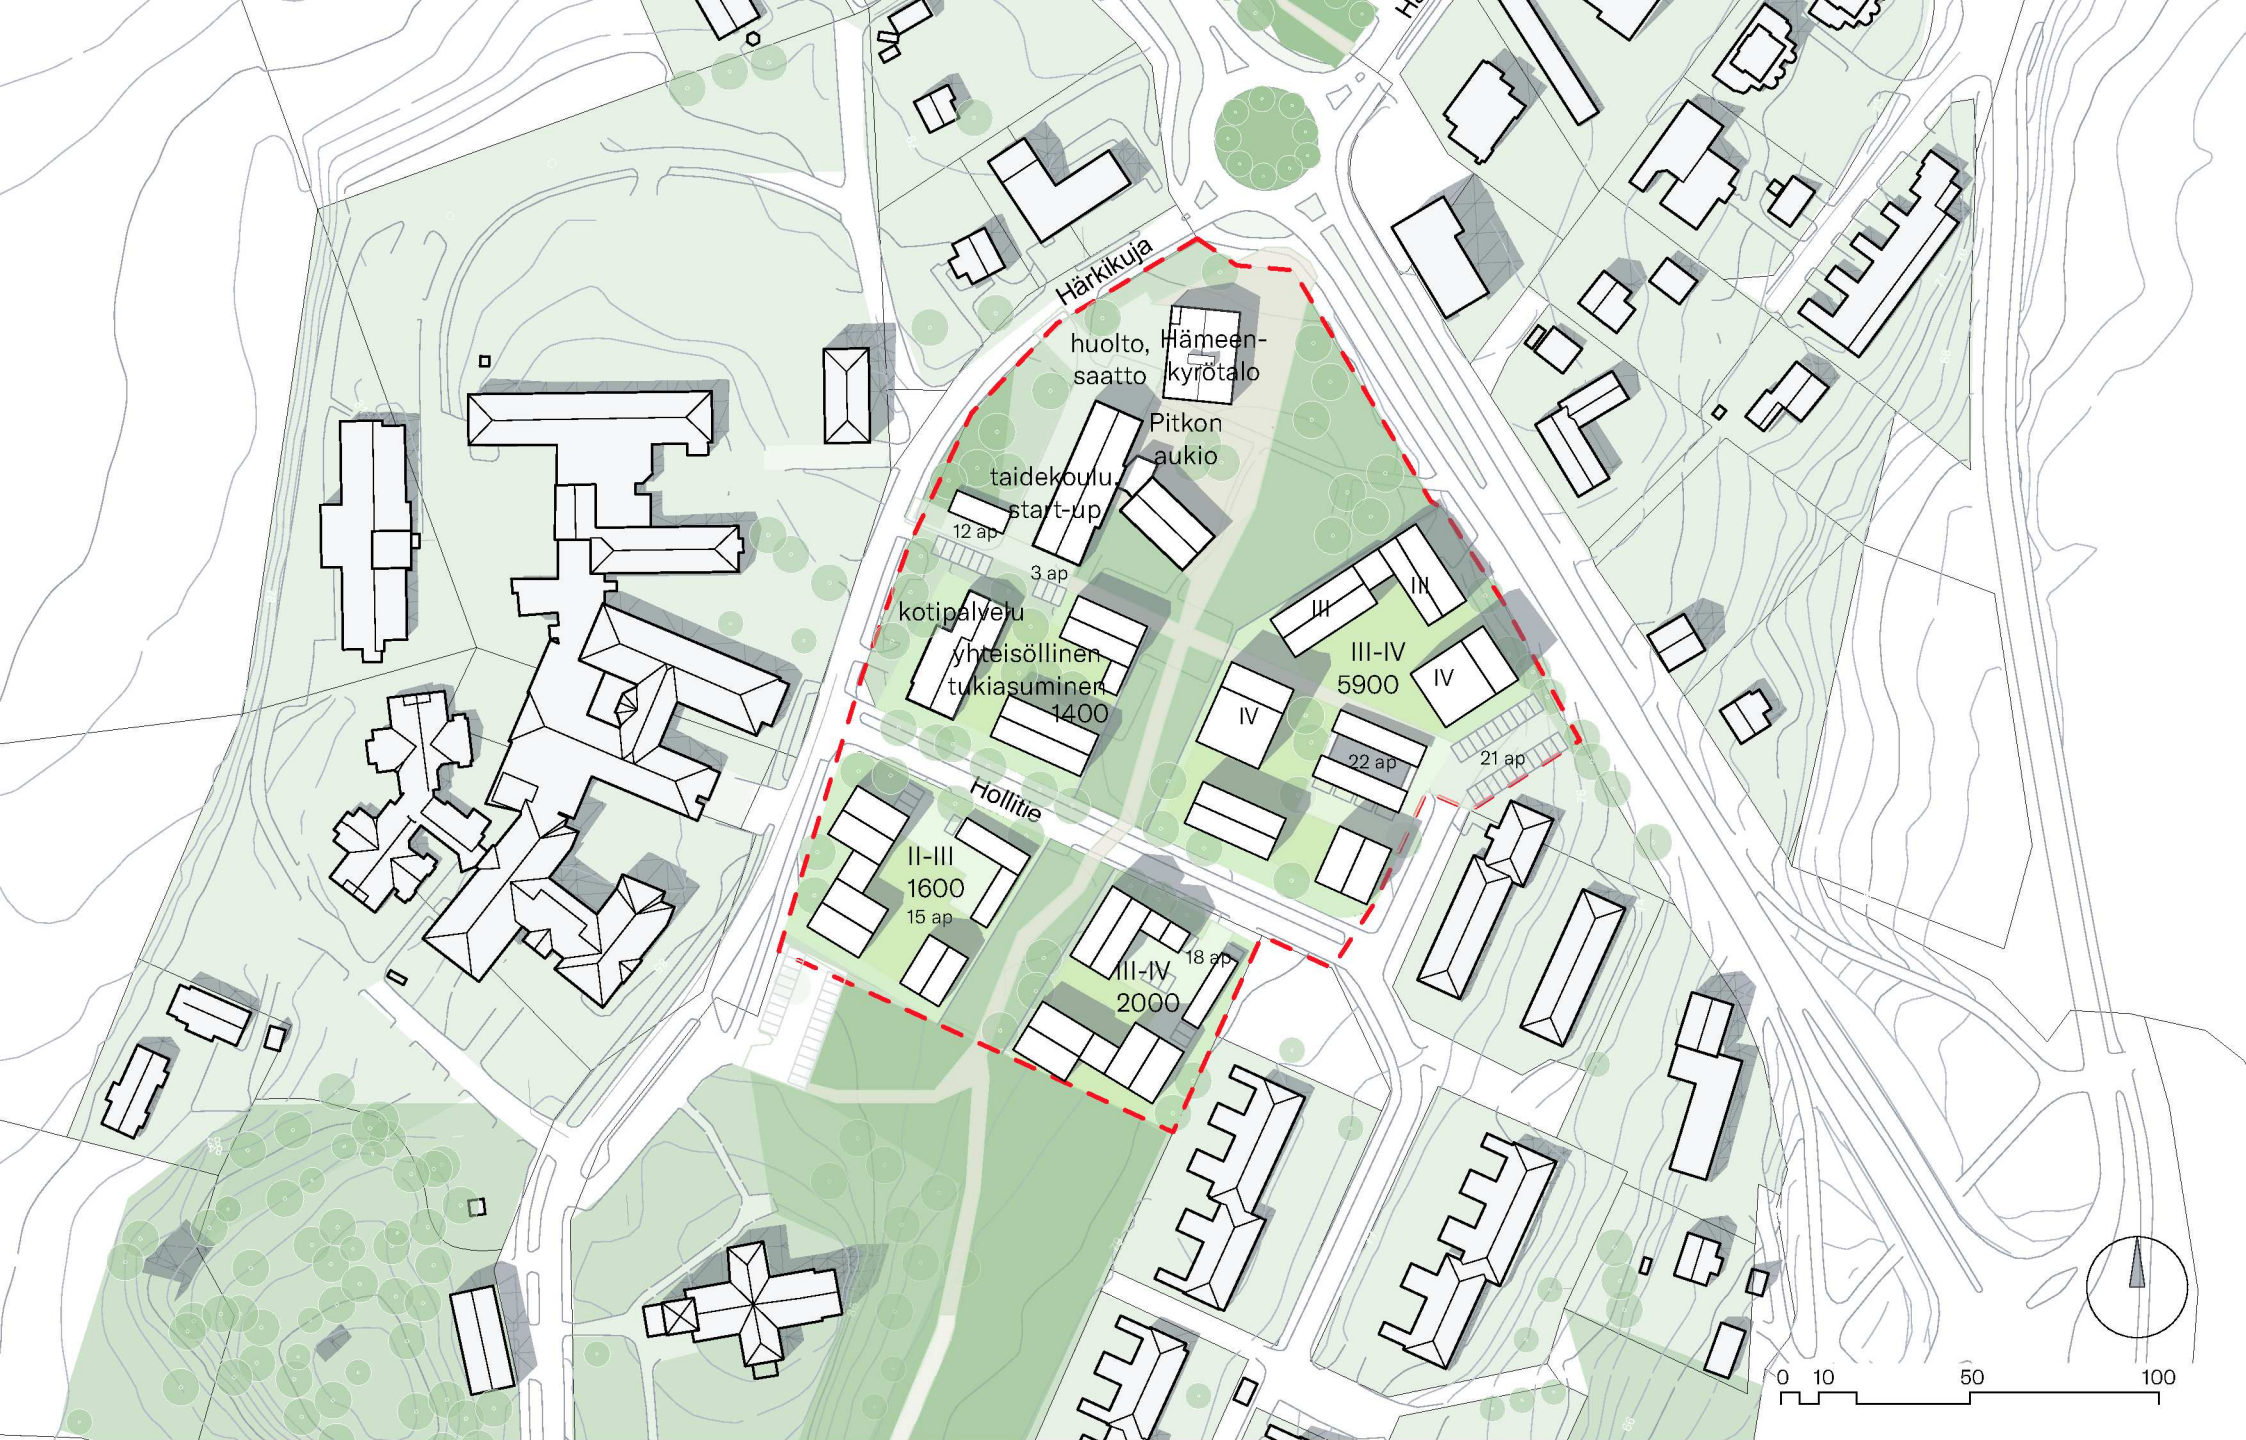 Härkikuja
huolto,
saatto
Hämeen-
kyrötalo
Pitkon
aukio
taidekoulu,
start-up
12 ap
3 ap
kotipalvelu
yhteisöllinen
tukiasuminen
1400
III
III
III-IV
5900
IV
IV
22 ap
21 ap
Hollitie
II-III
1600
15 ap
18 ap
III-IV
2000
0 10 50 100